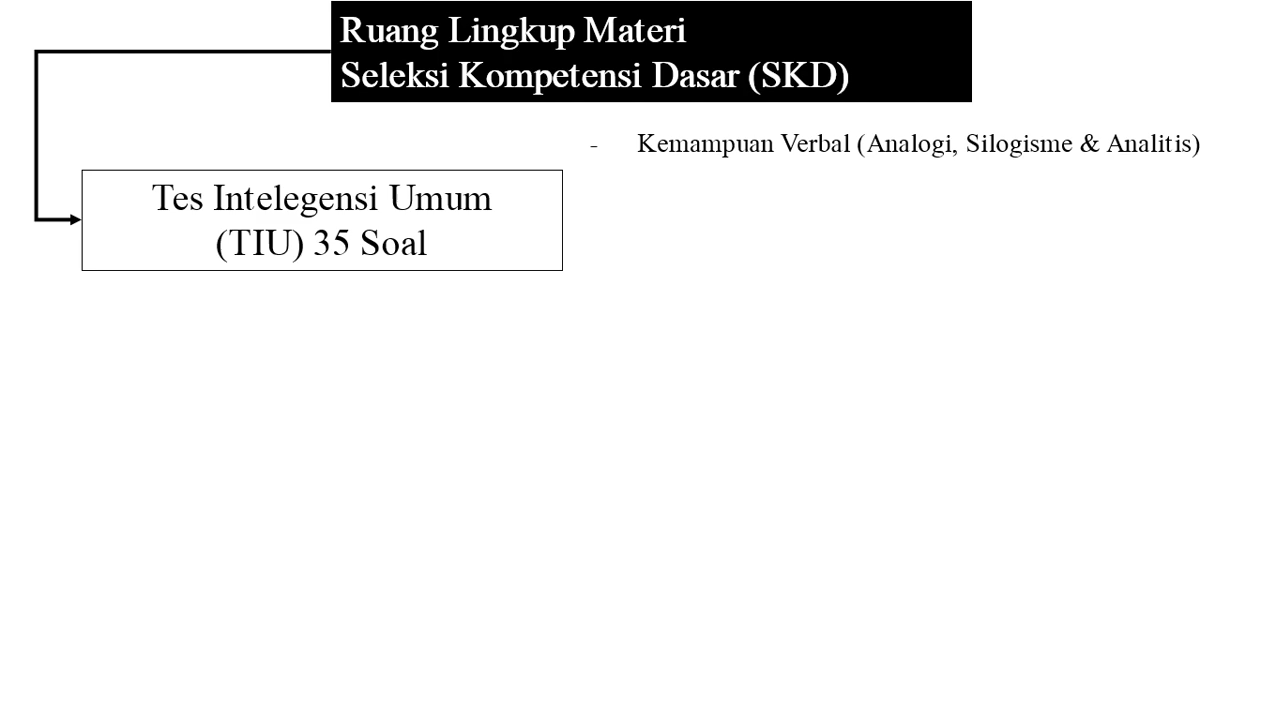 Ruang Lingkup Materi
Seleksi Kompetensi Dasar (SKD)
- Kemampuan Verbal (Analogi, Silogisme & Analitis)
Tes Intelegensi Umum
(TIU) 35 Soal